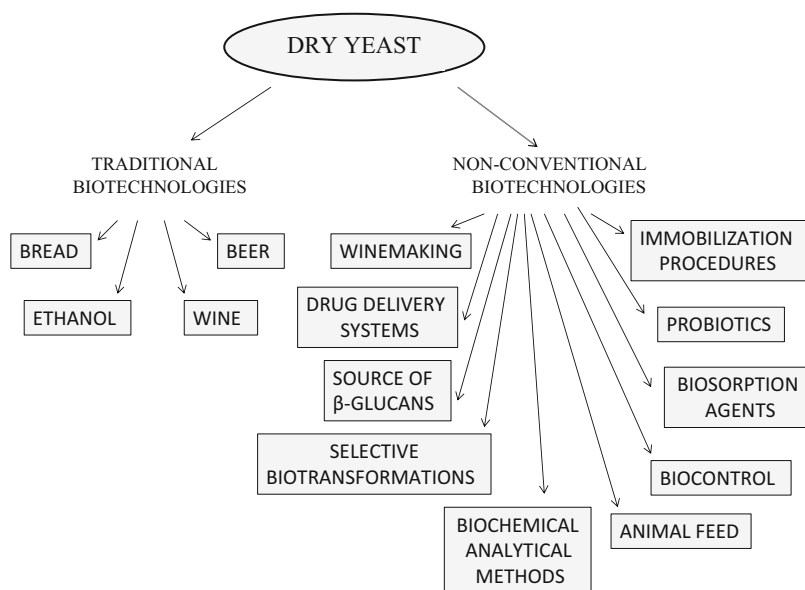 DRY YEAST
TRADITIONAL
BIOTECHNOLOGIES
NON-CONVENTIONAL
BIOTECHNOLOGIES
BREAD
BEER
ETHANOL
WINE
WINEMAKING
IMMOBILIZATION
PROCEDURES
DRUG DELIVERY
SYSTEMS
PROBIOTICS
SOURCE OF
β-GLUCANS
BIOSORPTION
AGENTS
SELECTIVE
BIOTRANSFORMATIONS
BIOCONTROL
BIOCHEMICAL
ANALYTICAL
METHODS
ANIMAL FEED